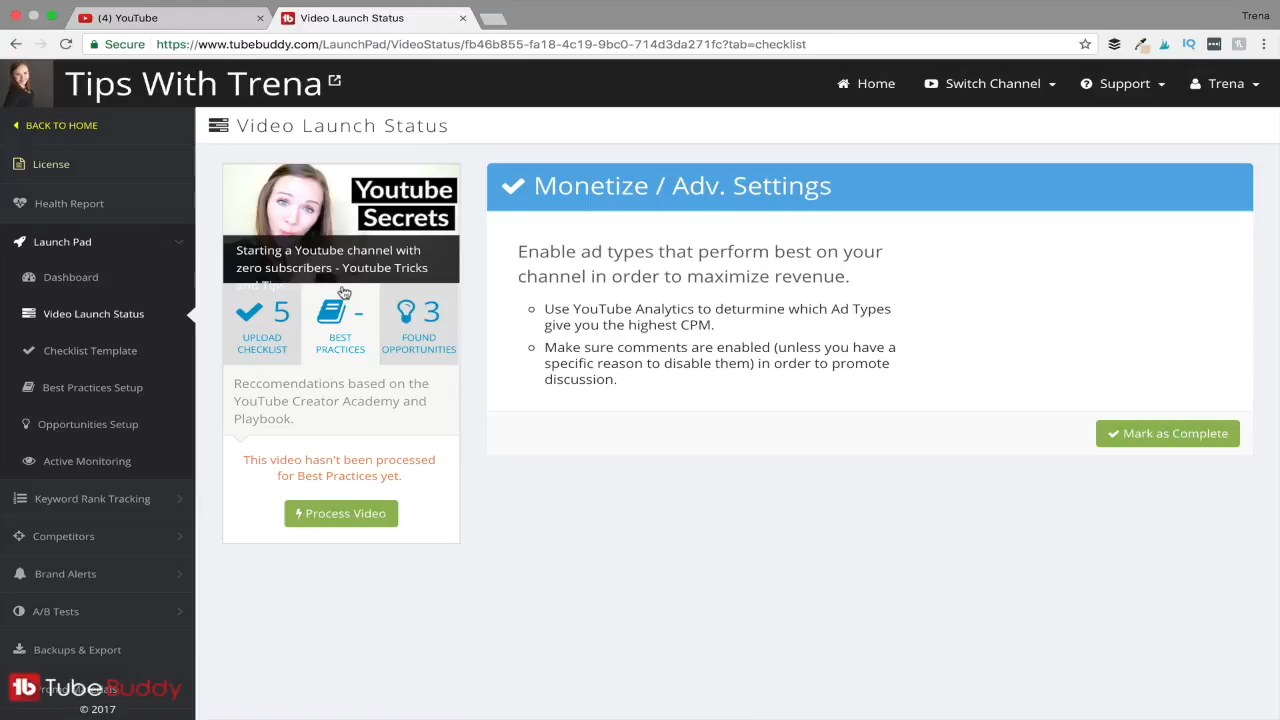 (4) YouTube
Video Launch Status
Trena
Secure
https://www.tubebuddy.com/LaunchPad/VideoStatus/fb46b855-fa18-4c19-9bc0-714d3da271fc?tab=checklist
IQ
Tips With Trena
Home
Switch Channel
Support
Trena
BACK TO HOME
License
Health Report
Launch Pad
Dashboard
Video Launch Status
Checklist Template
Best Practices Setup
Opportunities Setup
Active Monitoring
Keyword Rank Tracking
Competitors
Brand Alerts
A/B Tests
Backups & Export
TubeBuddy
© 2017
Video Launch Status
Youtube
Secrets
Starting a Youtube channel with
zero subscribers - Youtube Tricks
and Tips
5
UPLOAD
CHECKLIST
-
BEST
PRACTICES
3
FOUND
OPPORTUNITIES
Reccomendations based on the
YouTube Creator Academy and
Playbook.
This video hasn't been processed
for Best Practices yet.
Process Video
Monetize / Adv. Settings
Enable ad types that perform best on your
channel in order to maximize revenue.
Use YouTube Analytics to deturmine which Ad Types
give you the highest CPM.
Make sure comments are enabled (unless you have a
specific reason to disable them) in order to promote
discussion.
Mark as Complete